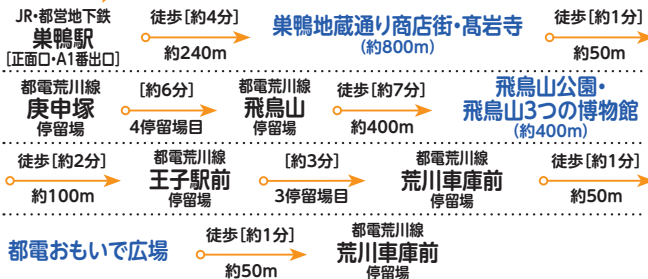 JR・都営地下鉄
巣鴨駅
[正面口・A1番出口]
徒歩[約4分]
約240m
巣鴨地蔵通り商店街・髙岩寺
(約800m)
徒歩[約1分]
約50m
都電荒川線
庚申塚
停留場
[約6分]
4停留場目
都電荒川線
飛鳥山
停留場
徒歩[約7分]
約400m
飛鳥山公園・
飛鳥山3つの博物館
(約400m)
徒歩[約2分]
約100m
都電荒川線
王子駅前
停留場
[約3分]
3停留場目
都電荒川線
荒川車庫前
停留場
徒歩[約1分]
約50m
都電おもいで広場
徒歩[約1分]
約50m
都電荒川線
荒川車庫前
停留場